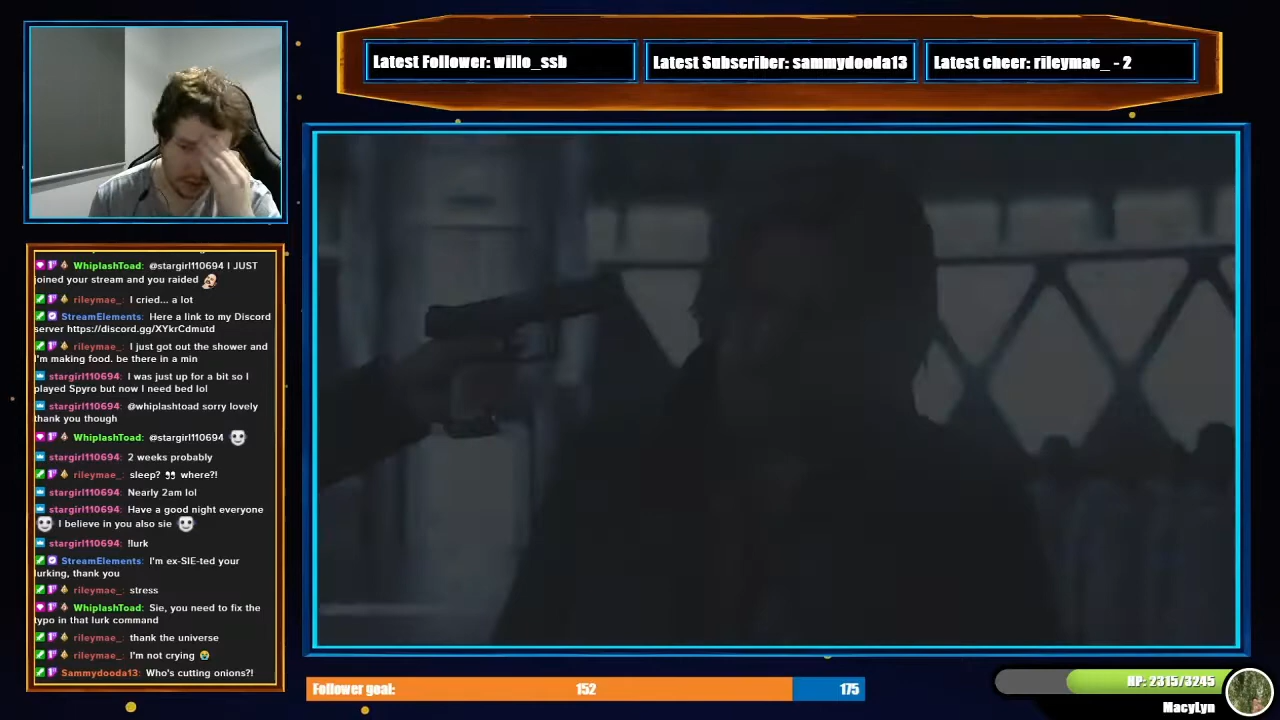 Latest Follower: willo_ssb
Latest Subscriber: sammydooda13
Latest cheer: rileymae_ - 2
WhiplashToad: @stargirl110694 I JUST
joined your stream and you raided
rileymae_: I cried... a lot
StreamElements: Here a link to my Discord
server https://discord.gg/XYkrCdmutd
rileymae_: I just got out the shower and
I'm making food. be there in a min
stargirl110694: I was just up for a bit so I
played Spyro but now I need bed lol
stargirl110694: @whiplashtoad sorry lovely
thank you though
WhiplashToad: @stargirl110694
stargirl110694: 2 weeks probably
rileymae_: sleep? 👀 where?!
stargirl110694: Nearly 2am lol
stargirl110694: Have a good night everyone
I believe in you also sie
stargirl110694: !lurk
StreamElements: I'm ex-SIE-ted your
lurking, thank you
rileymae_: stress
WhiplashToad: Sie, you need to fix the
typo in that lurk command
rileymae_: thank the universe
rileymae_: I'm not crying 😭
Sammydooda13: Who's cutting onions?!
Follower goal: 152 175
HP: 2315/3245
MacyLyn